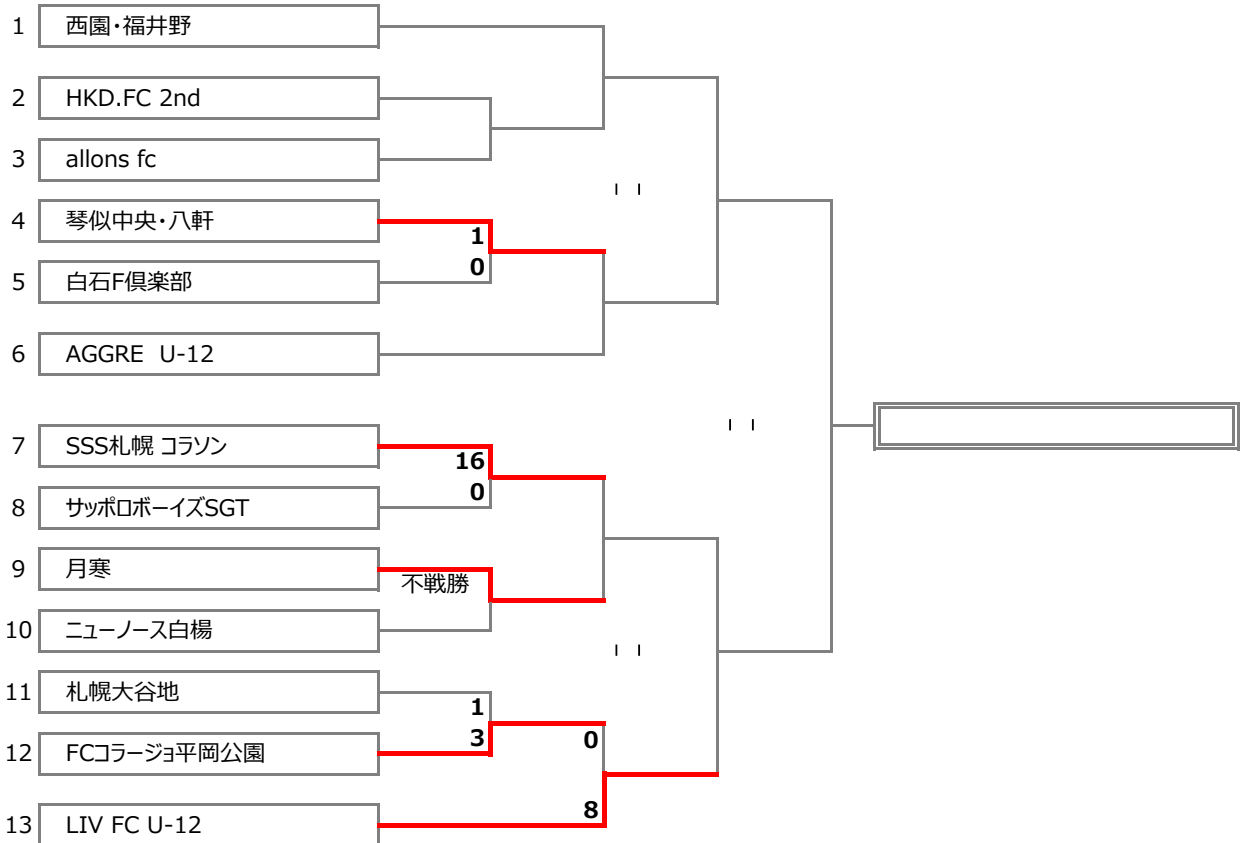 1 西園・福井野
2 HKD.FC 2nd
3 allons fc
4 琴似中央・八軒
1
0
5 白石F倶楽部
6 AGGRE U-12
7 SSS札幌 コラソン
16
0
8 サッポロボーイズSGT
9 月寒
不戦勝
10 ニューノース白楊
11 札幌大谷地
1
3
0
12 FCコラージョ平岡公園
8
13 LIV FC U-12